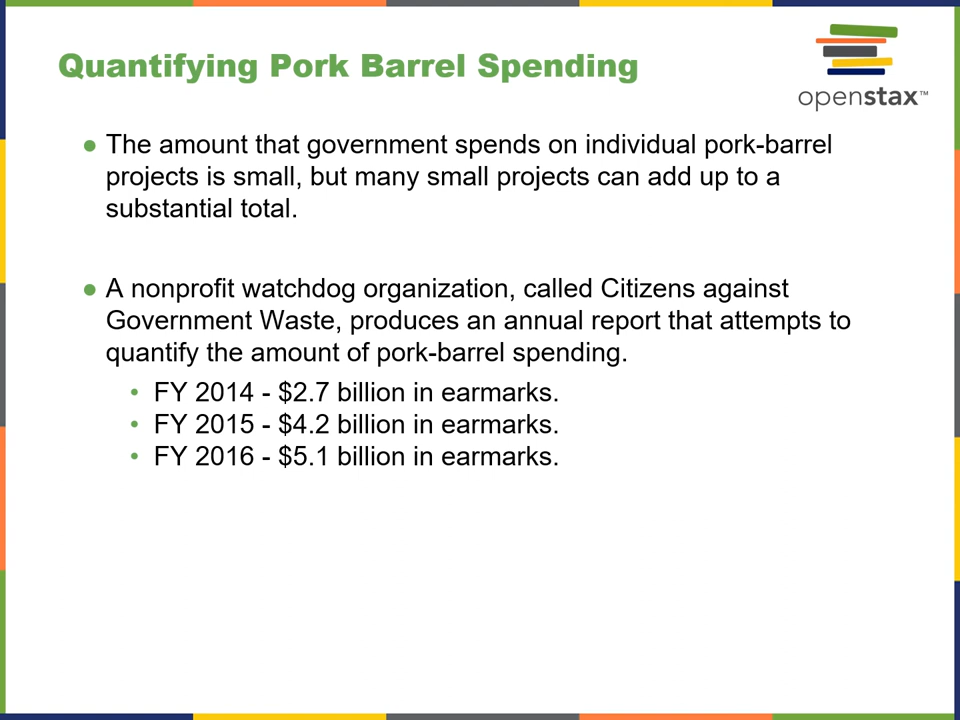 Quantifying Pork Barrel Spending
openstax™
● The amount that government spends on individual pork-barrel
projects is small, but many small projects can add up to a
substantial total.
● A nonprofit watchdog organization, called Citizens against
Government Waste, produces an annual report that attempts to
quantify the amount of pork-barrel spending.
• FY 2014 - $2.7 billion in earmarks.
• FY 2015 - $4.2 billion in earmarks.
• FY 2016 - $5.1 billion in earmarks.